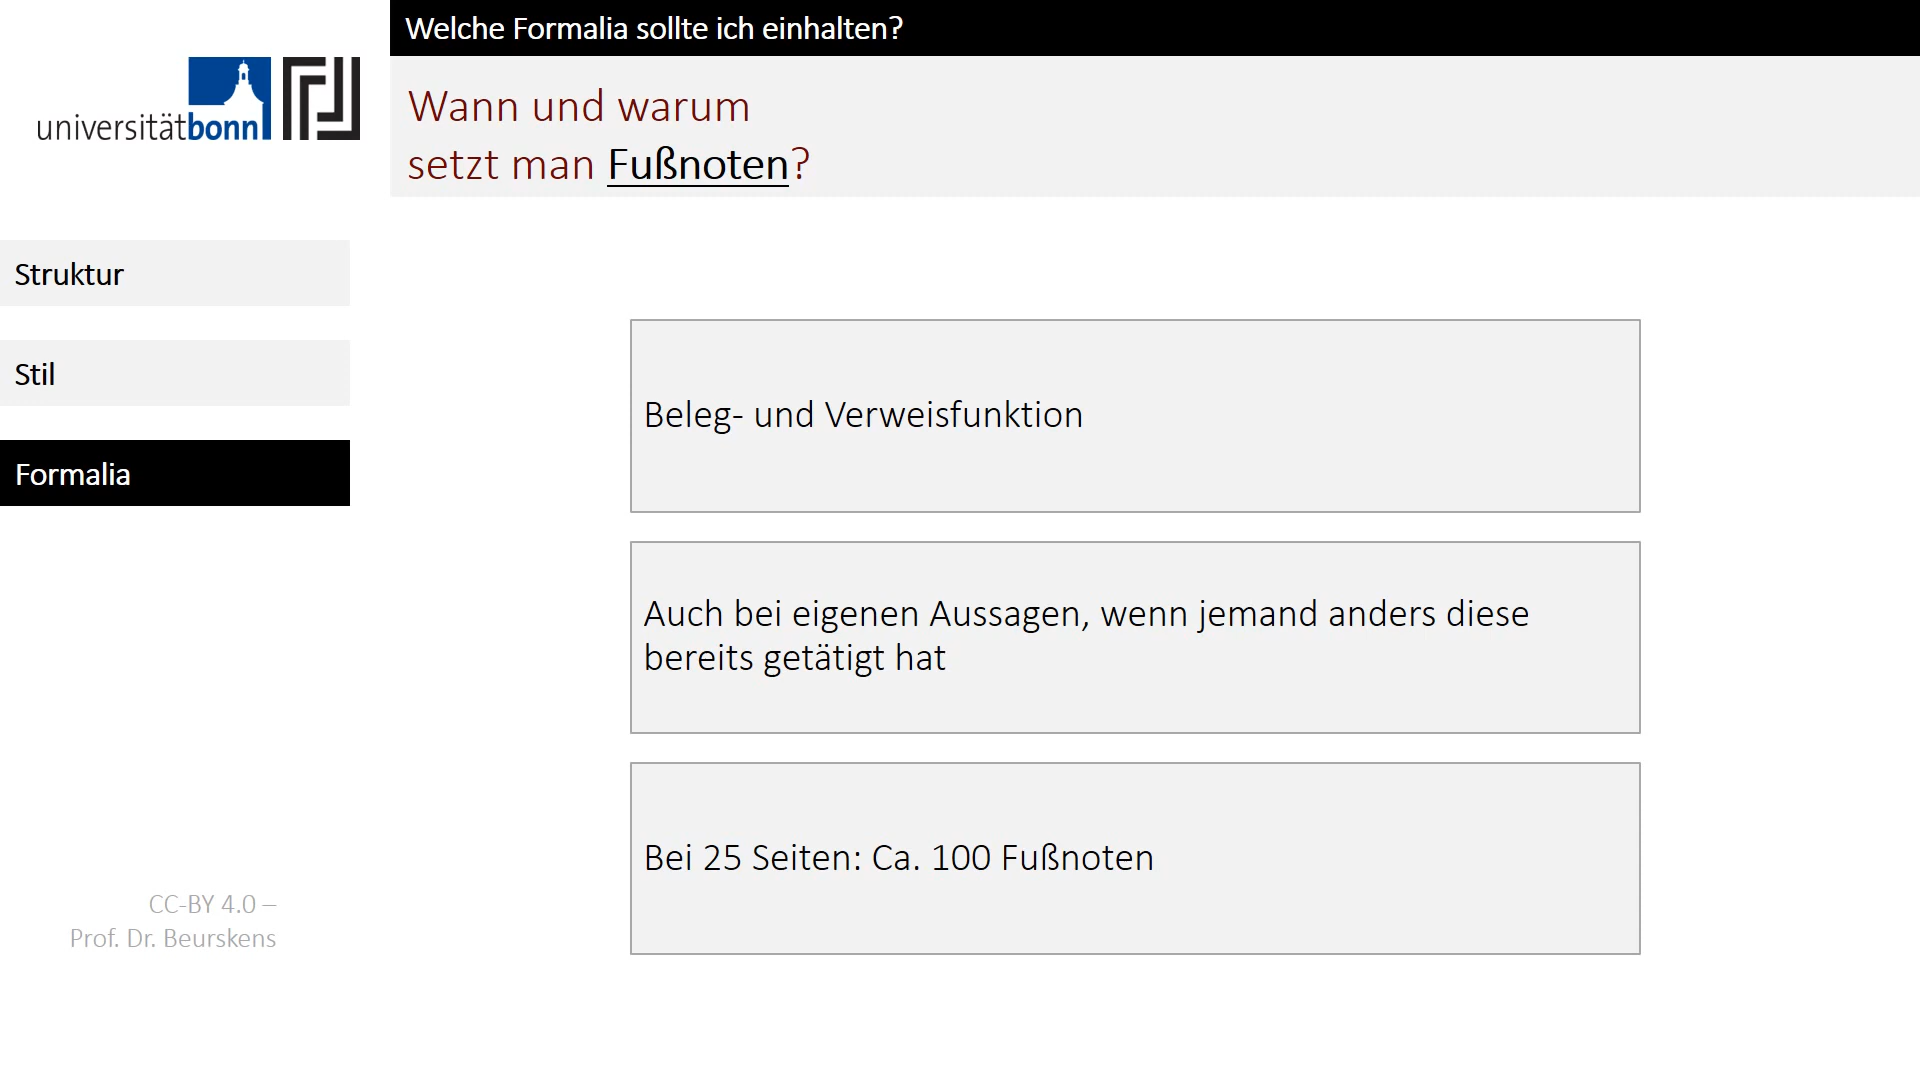 Welche Formalia sollte ich einhalten?
universitätbonn
Wann und warum
setzt man Fußnoten?
Struktur
Stil
Formalia
Beleg- und Verweisfunktion
Auch bei eigenen Aussagen, wenn jemand anders diese
bereits getätigt hat
Bei 25 Seiten: Ca. 100 Fußnoten
CC-BY 4.0 –
Prof. Dr. Beurskens